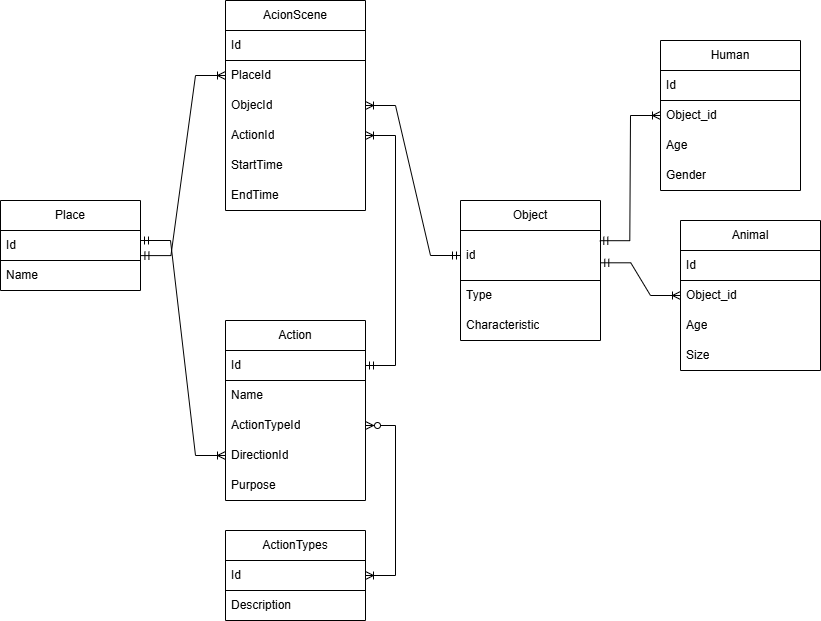 AcionScene
Id
PlaceId
ObjecId
ActionId
StartTime
EndTime
Place
Id
Name
Object
id
Type
Characteristic
Human
Id
Object_id
Age
Gender
Animal
Id
Object_id
Age
Size
Action
Id
Name
ActionTypeId
DirectionId
Purpose
ActionTypes
Id
Description